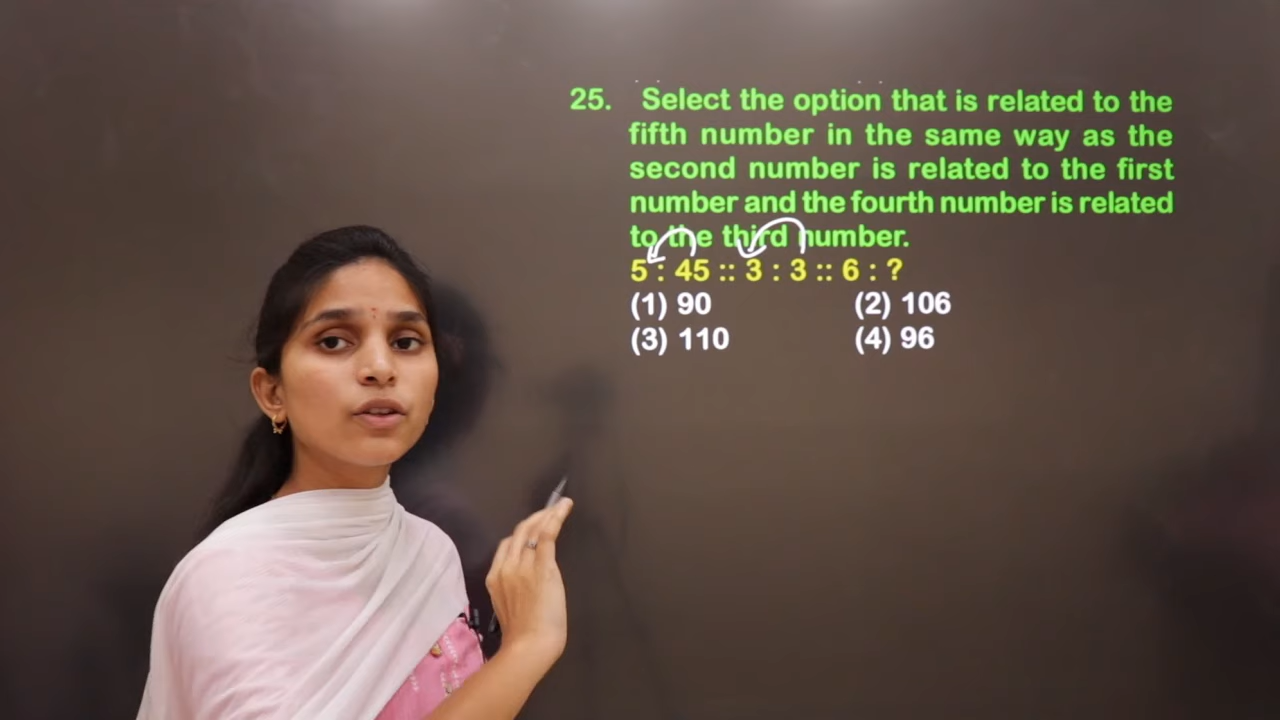 25. Select the option that is related to the
fifth number in the same way as the
second number is related to the first
number and the fourth number is related
to the third number.
5 : 45 :: 3 : 3 :: 6 : ?
(1) 90 (2) 106
(3) 110 (4) 96